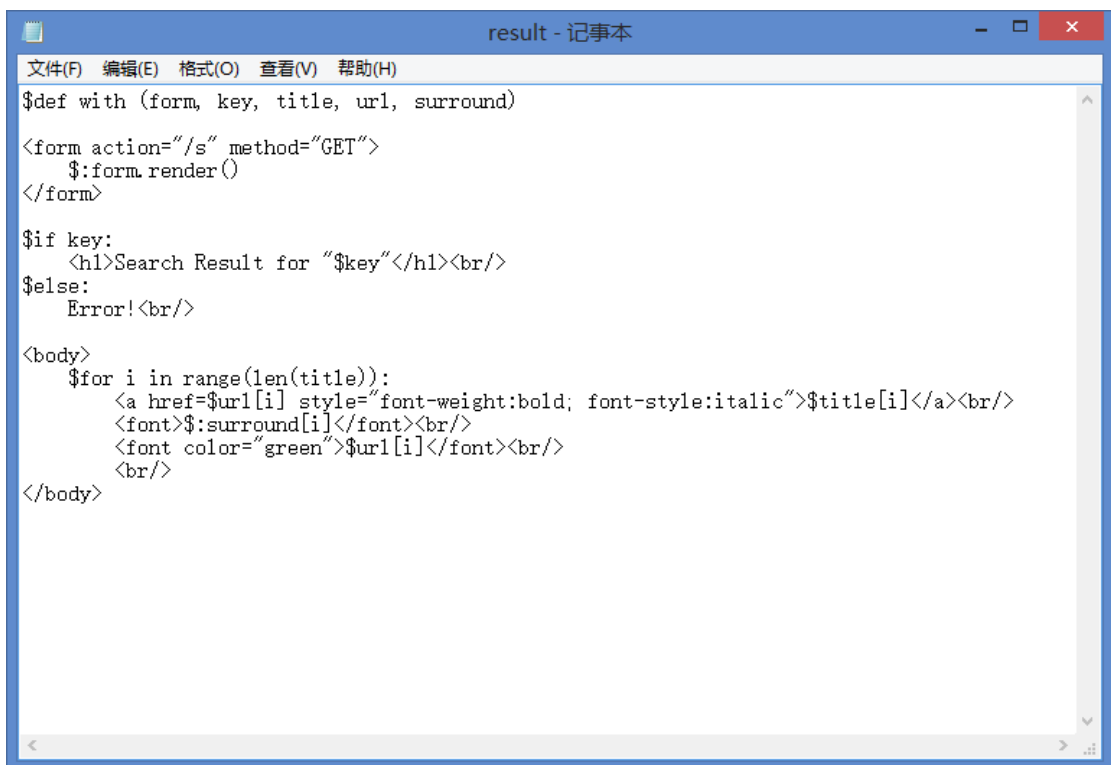 result - 记事本
文件(F) 编辑(E) 格式(O) 查看(V) 帮助(H)
$def with (form, key, title, url, surround)
<form action="/s" method="GET">
    $:form.render()
</form>
$if key:
    <h1>Search Result for "$key"</h1><br/>
$else:
    Error!<br/>
<body>
    $for i in range(len(title)):
        <a href=$url[i] style="font-weight:bold; font-style:italic">$title[i]</a><br/>
        <font>$:surround[i]</font><br/>
        <font color="green">$url[i]</font><br/>
        <br/>
</body>